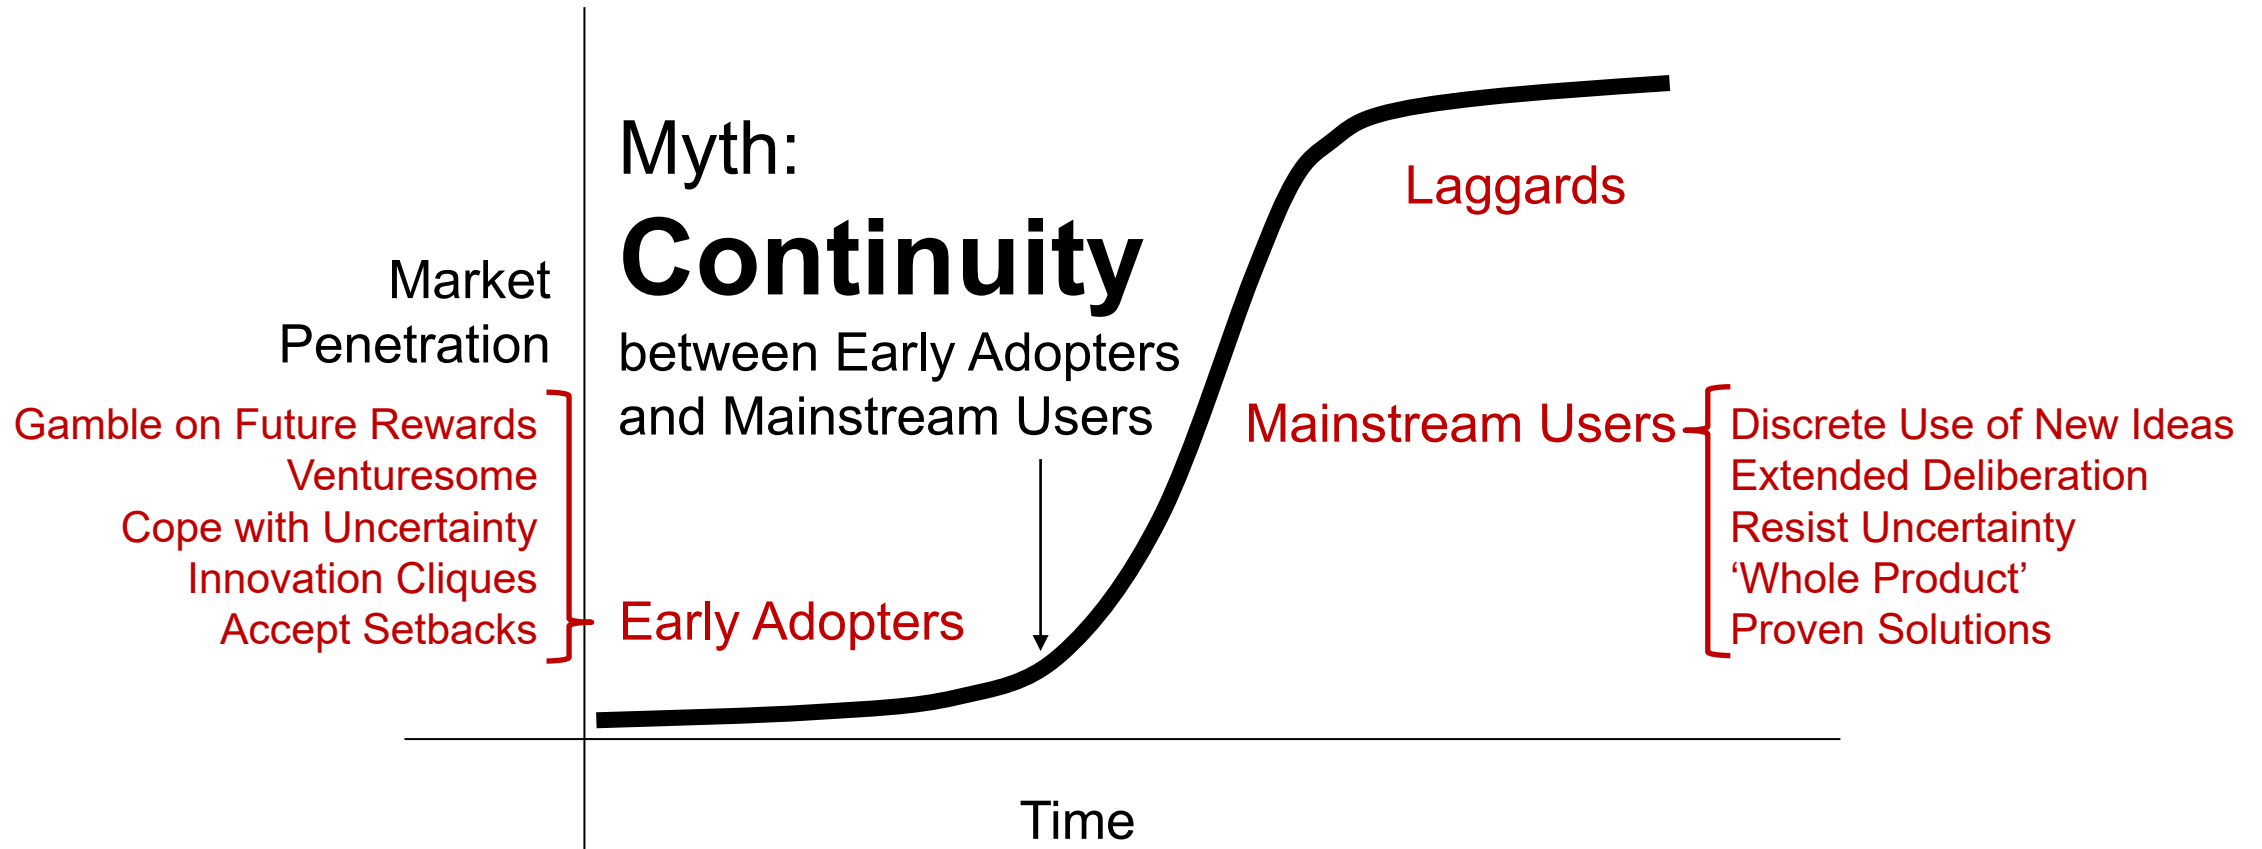 Myth:
Continuity
between Early Adopters
and Mainstream Users
Market
Penetration
Gamble on Future Rewards
Venturesome
Cope with Uncertainty
Innovation Cliques
Accept Setbacks
Early Adopters
Laggards
Mainstream Users
Discrete Use of New Ideas
Extended Deliberation
Resist Uncertainty
‘Whole Product’
Proven Solutions
Time